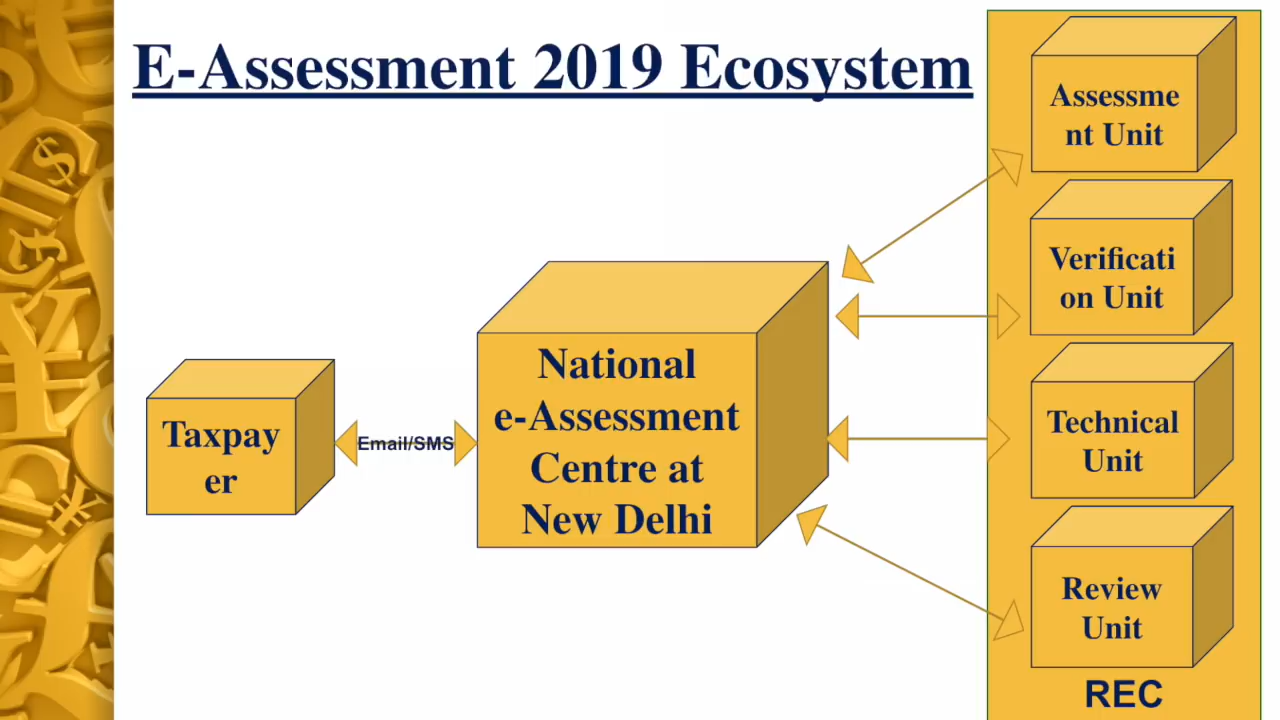 E-Assessment 2019 Ecosystem
Assessme
nt Unit
Verificati
on Unit
National
e-Assessment
Centre at
New Delhi
Taxpay
er
Email/SMS
Technical
Unit
Review
Unit
REC